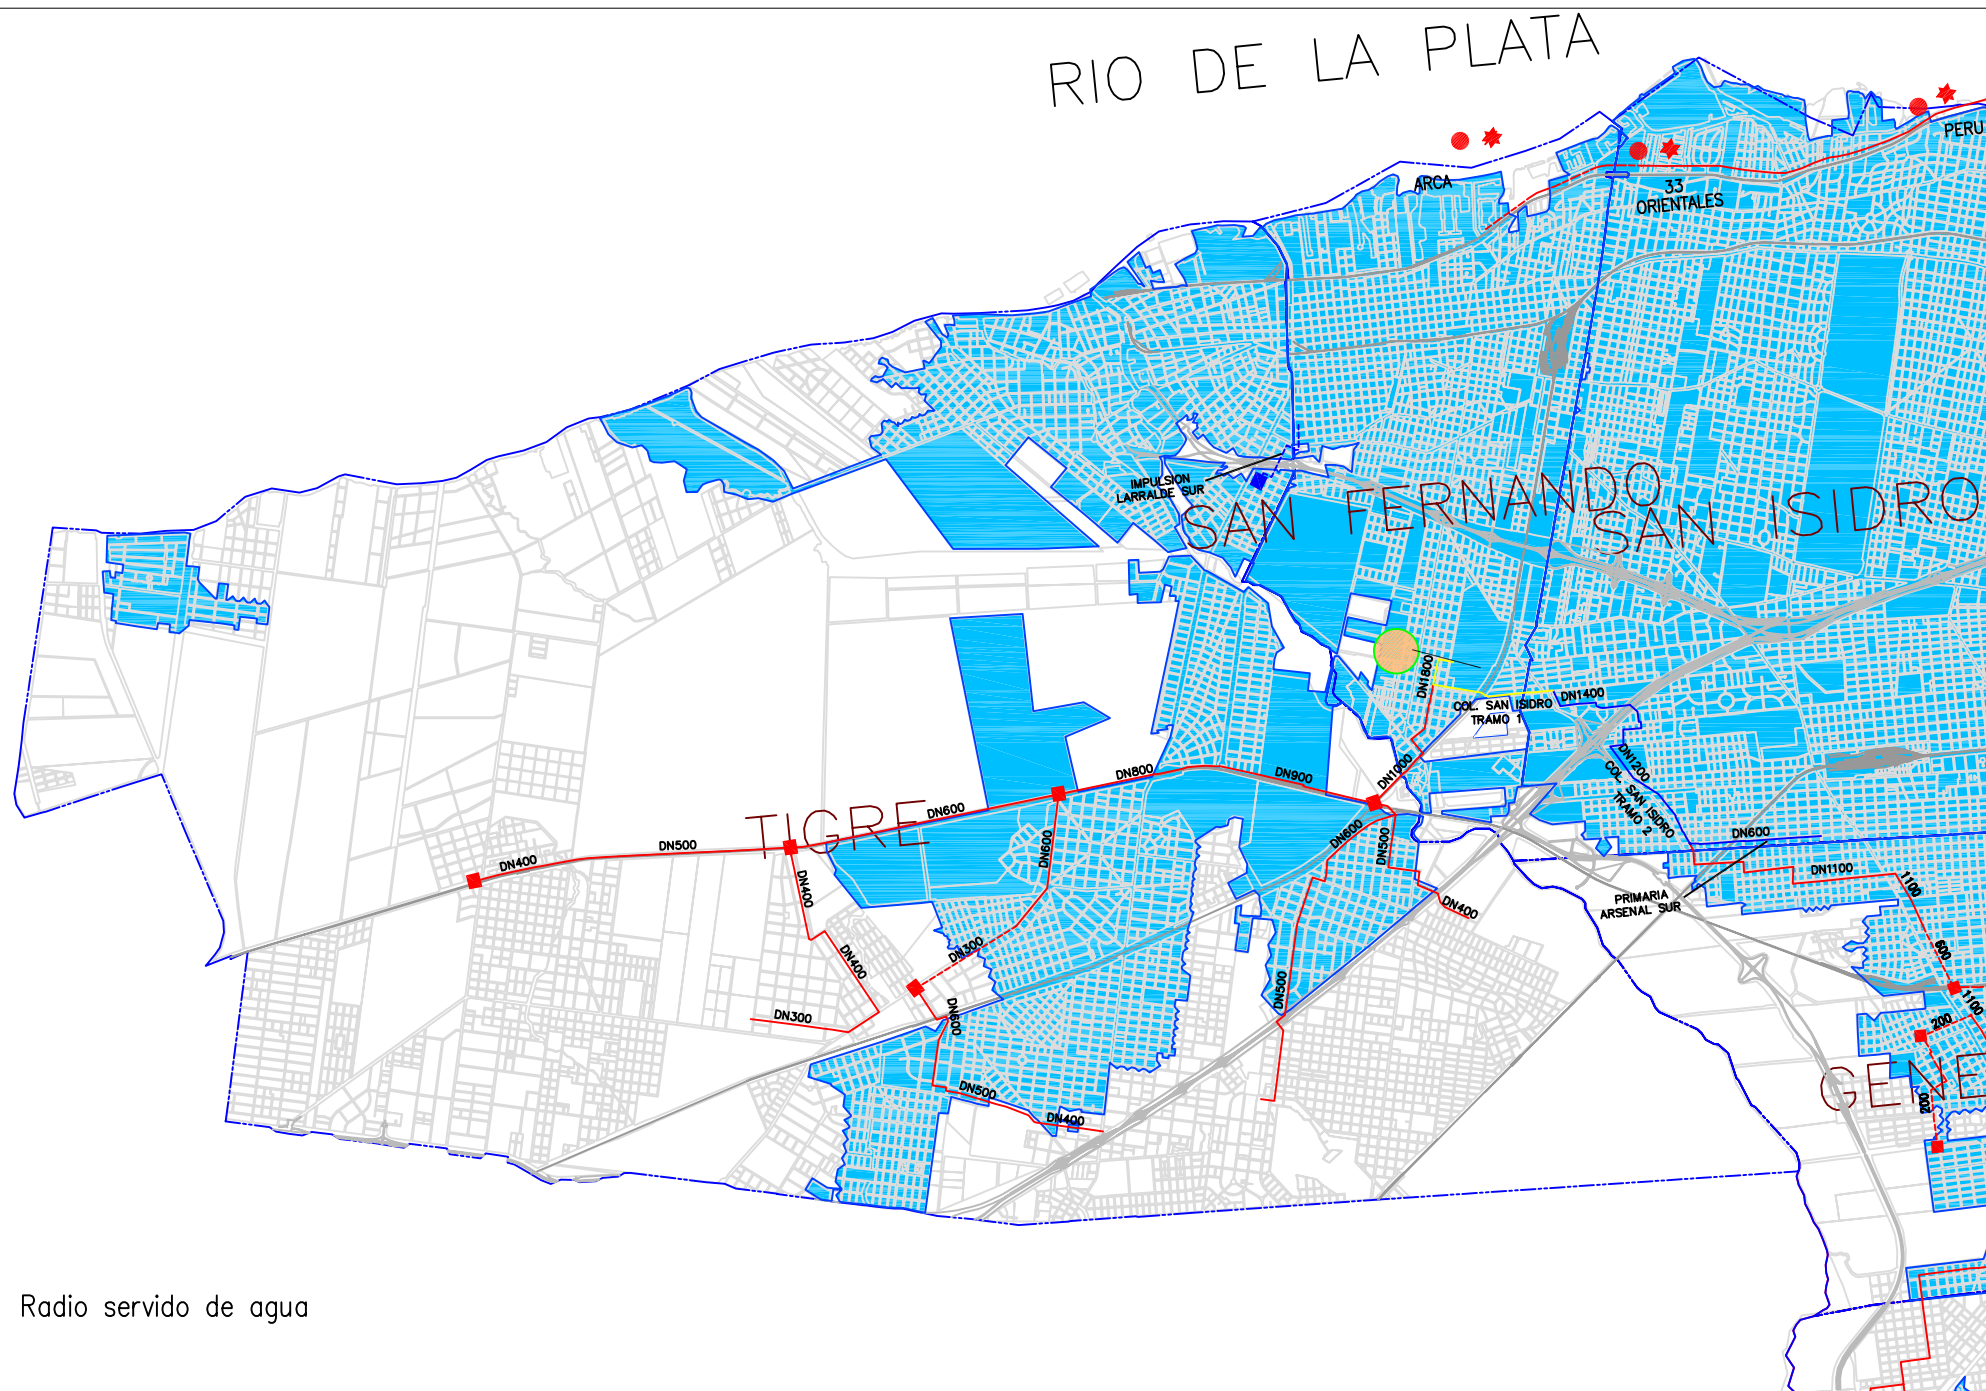 RIO DE LA PLATA
PERU
ARCA
33
ORIENTALES
IMPULSION
LARRALDE SUR
SAN FERNANDO
SAN ISIDRO
DN1800
DN1400
COL. SAN ISIDRO
TRAMO 1
DN1200
COL. SAN ISIDRO
TRAMO 2
DN1000
DN800
DN900
DN600
TIGRE
DN600
DN500
DN600
DN600
DN500
DN400
DN400
DN1100
1100
PRIMARIA
ARSENAL SUR
DN400
DN400
DN300
600
DN500
1100
DN300
DN600
200
GENE
DN500
DN400
200
Radio servido de agua